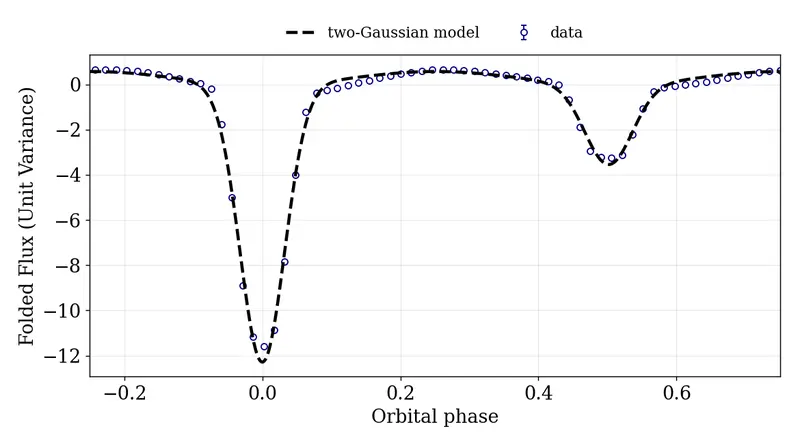 two-Gaussian model data
0
−2
−4
−6
−8
−10
−12
Folded Flux (Unit Variance)
−0.2 0.0 0.2 0.4 0.6
Orbital phase